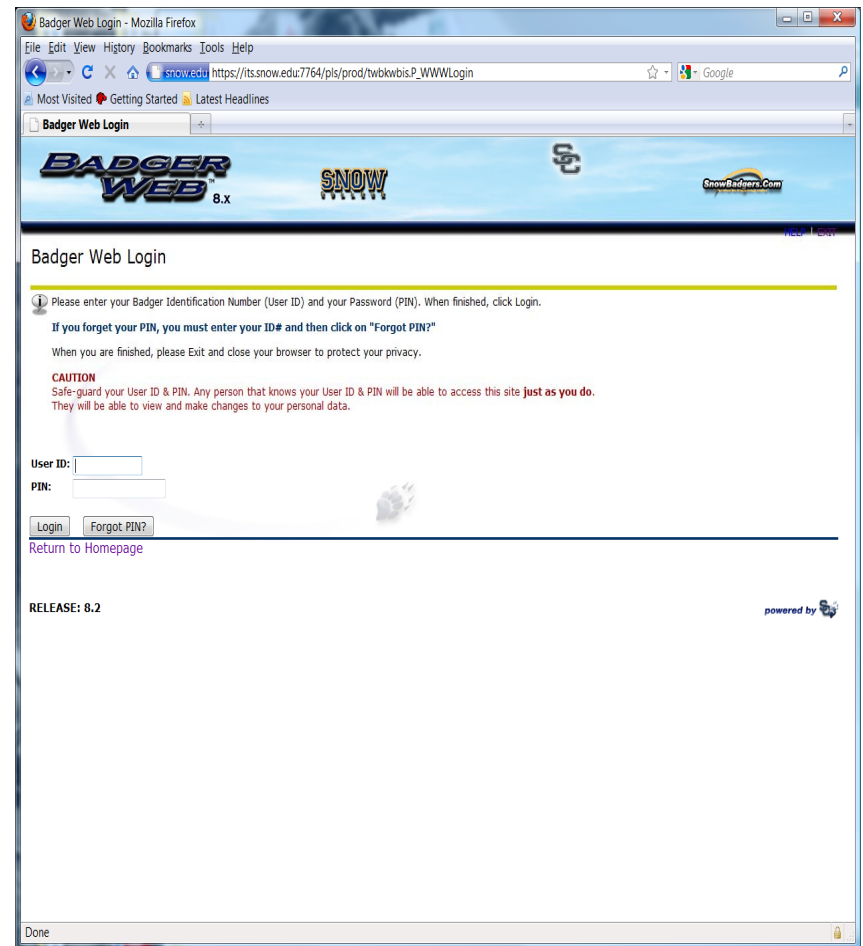 Badger Web Login - Mozilla Firefox
File Edit View History Bookmarks Tools Help
snow.edu https://its.snow.edu:7764/pls/prod/twbkwbis.P_WWWLogin
Google
Most Visited Getting Started Latest Headlines
Badger Web Login
BADGER
WEB™ 8.x
SNOW
SC
SnowBadgers.Com
HELP | EXIT
Badger Web Login
Please enter your Badger Identification Number (User ID) and your Password (PIN). When finished, click Login.
If you forget your PIN, you must enter your ID# and then click on "Forgot PIN?"
When you are finished, please Exit and close your browser to protect your privacy.
CAUTION
Safe-guard your User ID & PIN. Any person that knows your User ID & PIN will be able to access this site just as you do.
They will be able to view and make changes to your personal data.
User ID:
PIN:
Login Forgot PIN?
Return to Homepage
RELEASE: 8.2
powered by SC
Done